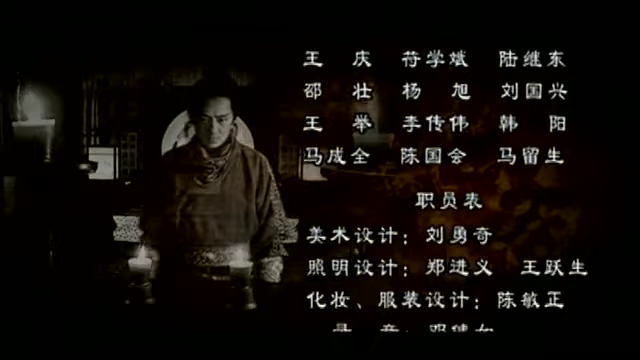 王 庆 符学斌 陆继东
邵 壮 杨 旭 刘国兴
王 举 李传伟 韩 阳
马成全 陈国会 马留生
职员表
美术设计：刘勇奇
照明设计：郑进义 王跃生
化妆、服装设计：陈敏正